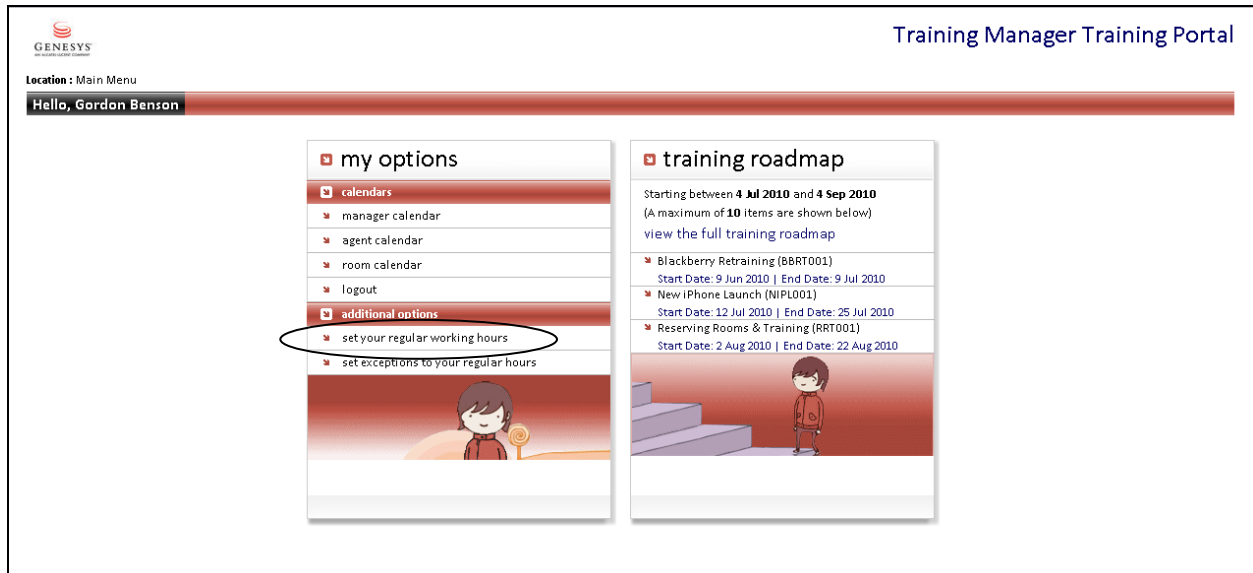 GENESYS
AN ALCATEL-LUCENT COMPANY
Training Manager Training Portal
Location : Main Menu
Hello, Gordon Benson
my options
calendars
manager calendar
agent calendar
room calendar
logout
additional options
set your regular working hours
set exceptions to your regular hours
training roadmap
Starting between 4 Jul 2010 and 4 Sep 2010
(A maximum of 10 items are shown below)
view the full training roadmap
Blackberry Retraining (BBRT001)
Start Date: 9 Jun 2010 | End Date: 9 Jul 2010
New iPhone Launch (NIPL001)
Start Date: 12 Jul 2010 | End Date: 25 Jul 2010
Reserving Rooms & Training (RRT001)
Start Date: 2 Aug 2010 | End Date: 22 Aug 2010